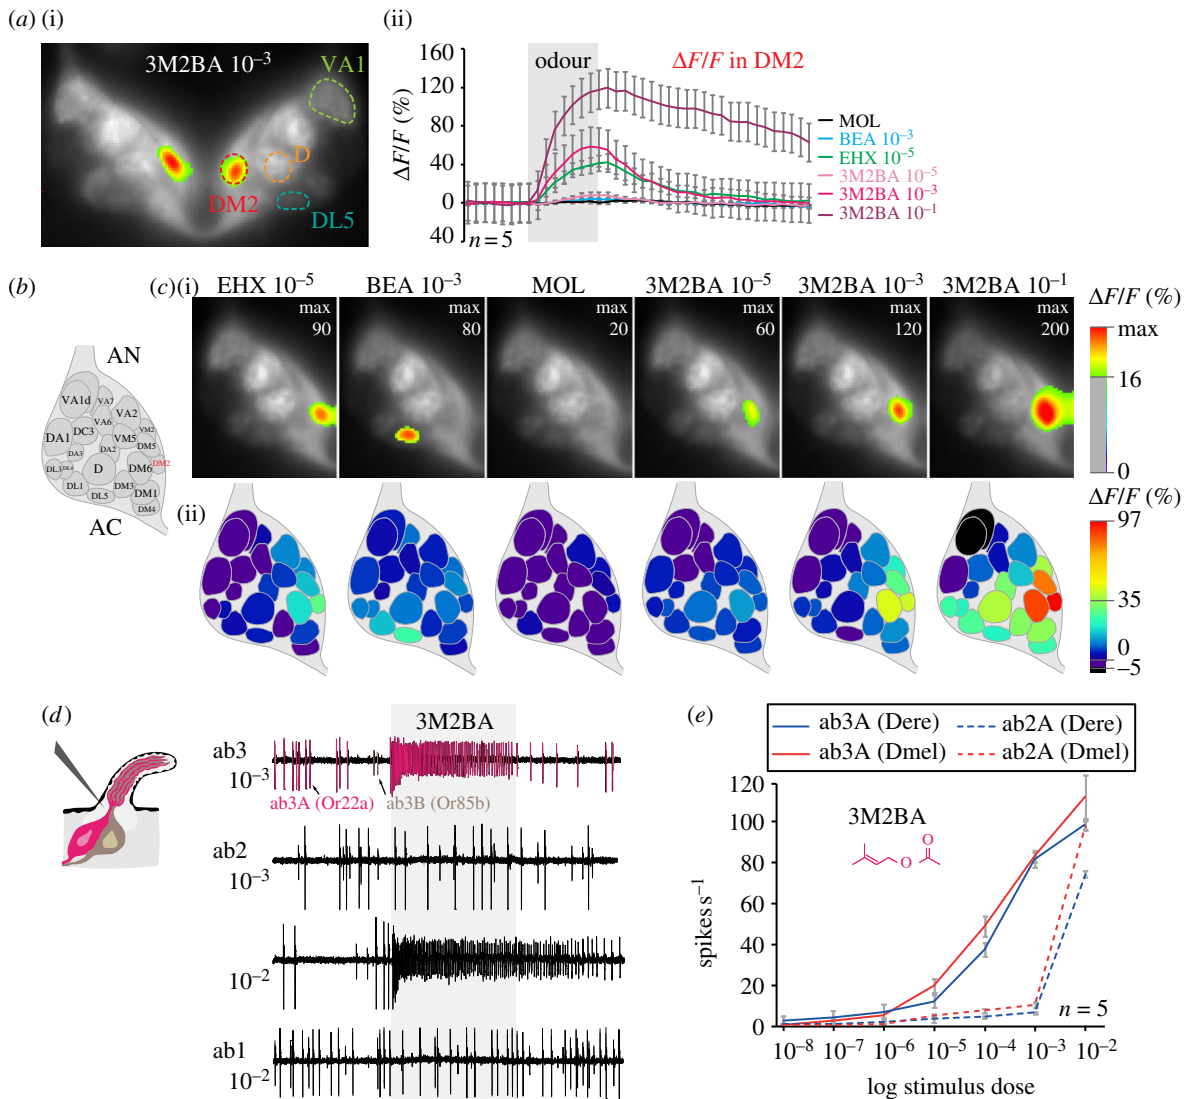 (a) (i)
3M2BA 10⁻³
VA1
D
DM2
DL5
(ii)
160
120
80
40
0
40
ΔF/F (%)
odour
ΔF/F in DM2
n = 5
MOL
BEA 10⁻³
EHX 10⁻⁵
3M2BA 10⁻⁵
3M2BA 10⁻³
3M2BA 10⁻¹
(b)
AN
VA1d
VA7
VA2
VA6
VM2
DA1
DC3
VM5
DM5
DA3
DA2
DM2
DL3
D
DM6
DL1
DM3
DM1
DL5
DM4
AC
(c)(i)
EHX 10⁻⁵
BEA 10⁻³
MOL
3M2BA 10⁻⁵
3M2BA 10⁻³
3M2BA 10⁻¹
max
90
max
80
max
20
max
60
max
120
max
200
ΔF/F (%)
max
16
0
(ii)
ΔF/F (%)
97
35
0
−5
(d)
3M2BA
ab3
10⁻³
ab3A (Or22a)
ab3B (Or85b)
ab2
10⁻³
10⁻²
ab1
10⁻²
(e)
ab3A (Dere)
ab2A (Dere)
ab3A (Dmel)
ab2A (Dmel)
120
100
80
60
40
20
0
spikes s⁻¹
3M2BA
O
O
n = 5
10⁻⁸
10⁻⁷
10⁻⁶
10⁻⁵
10⁻⁴
10⁻³
10⁻²
log stimulus dose